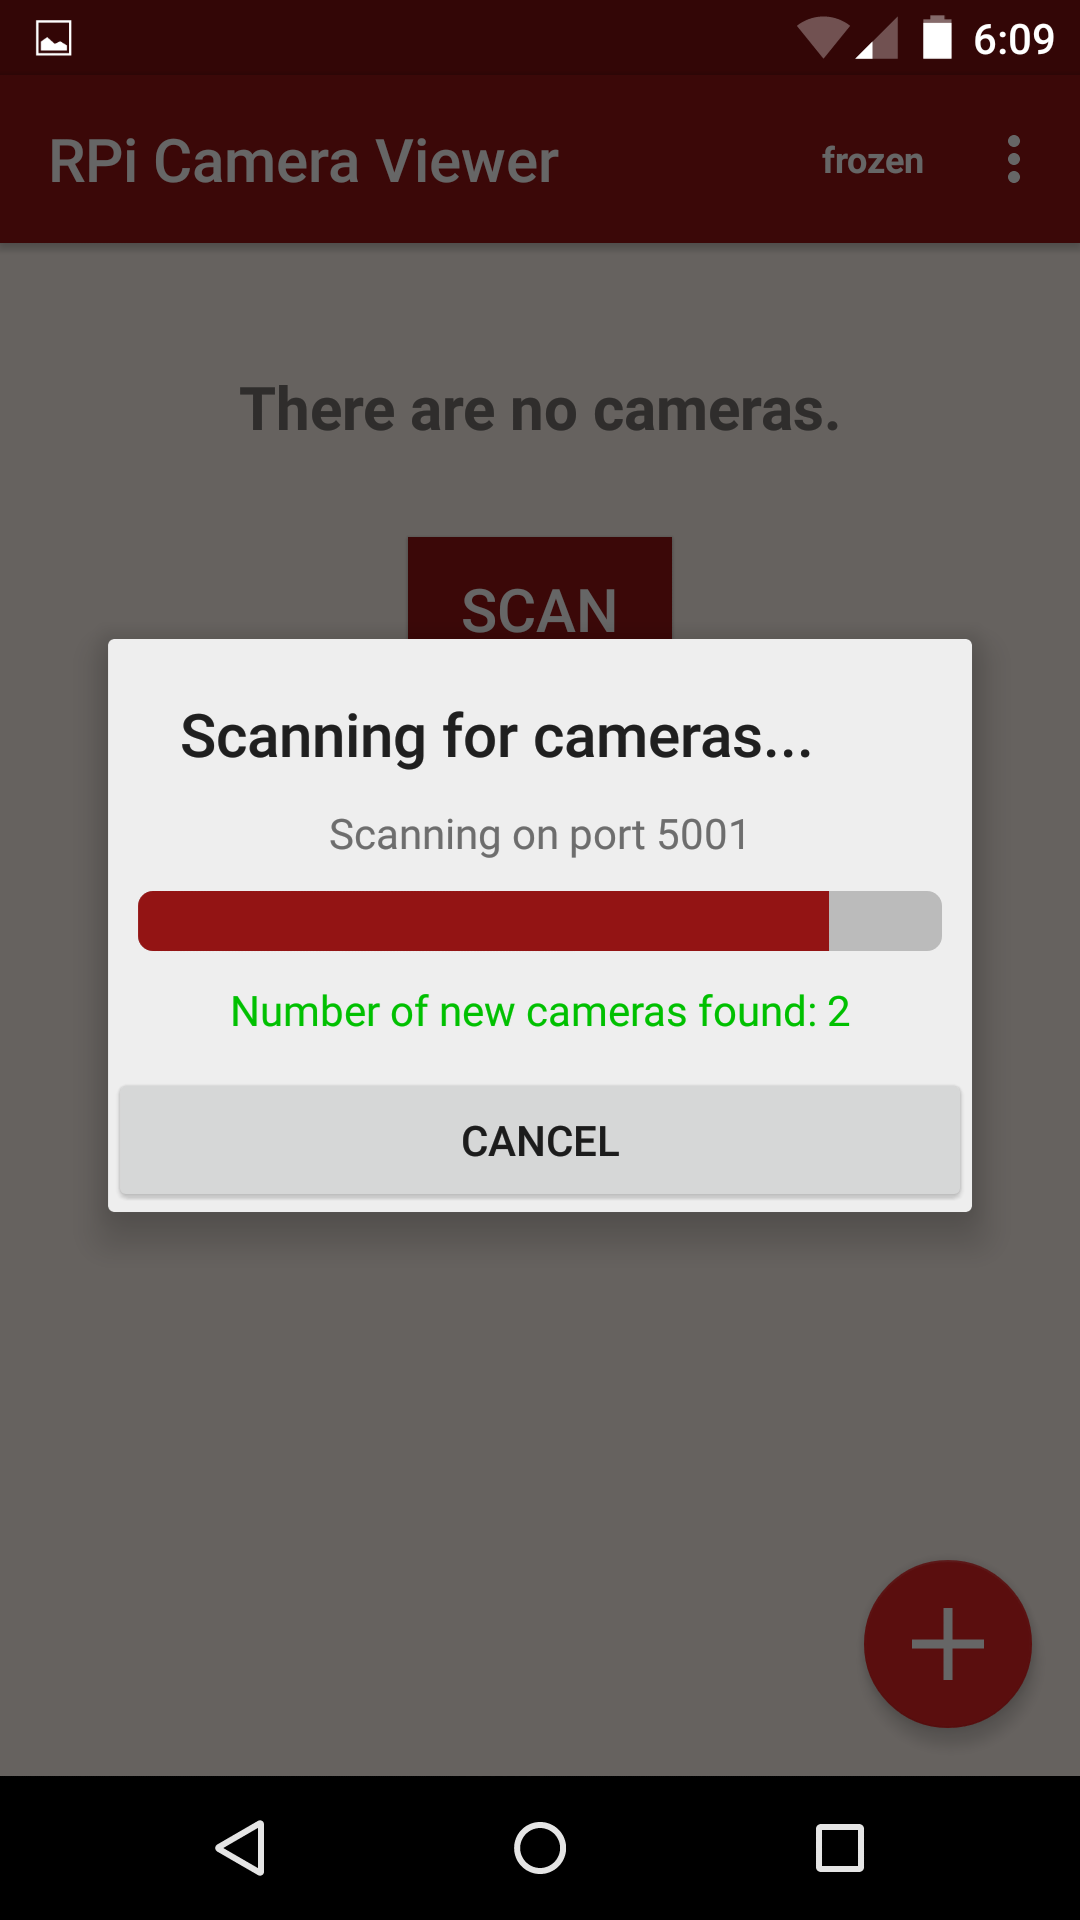 6:09
RPi Camera Viewer
frozen
There are no cameras.
SCAN
Scanning for cameras...
Scanning on port 5001
Number of new cameras found: 2
CANCEL